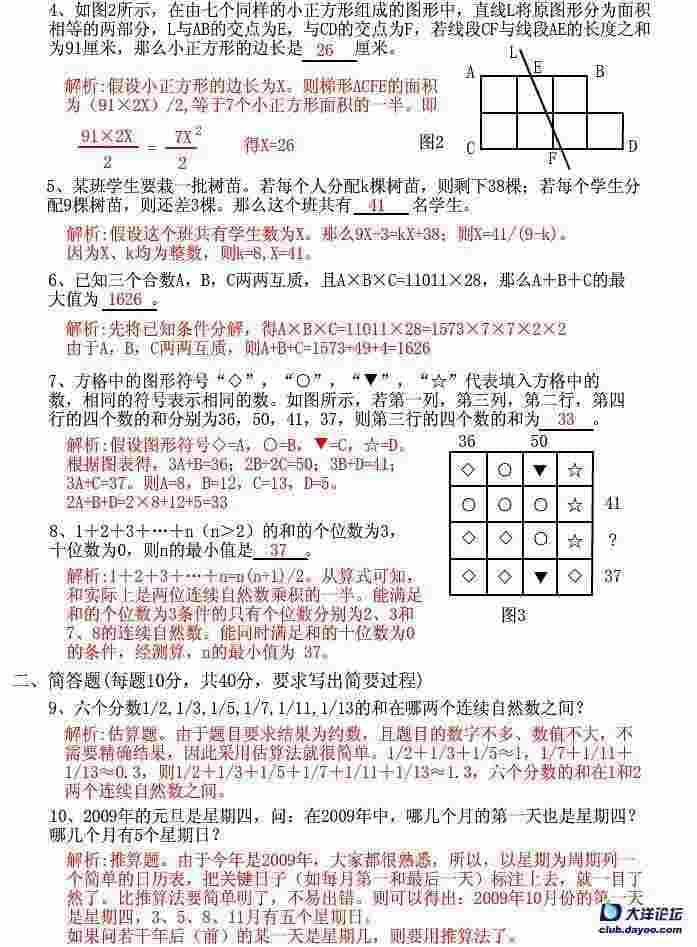 4、如图2所示，在由七个同样的小正方形组成的图形中，直线L将原图形分为面积
相等的两部分，L与AB的交点为E，与CD的交点为F，若线段CF与线段AE的长度之和
为91厘米，那么小正方形的边长是 26 厘米。
解析:假设小正方形的边长为X。则梯形ACFE的面积
为（91×2X）/2,等于7个小正方形面积的一半。即
91×2X / 2 = 7X² / 2 得X=26
L
A E B
C F D
图2
5、某班学生要栽一批树苗。若每个人分配k棵树苗，则剩下38棵；若每个学生分
配9棵树苗，则还差3棵。那么这个班共有 41 名学生。
解析:假设这个班共有学生数为X。那么9X-3=kX+38；则X=41/(9-k)。
因为X、k均为整数，则k=8,X=41。
6、已知三个合数A，B，C两两互质，且A×B×C=11011×28，那么A＋B＋C的最
大值为 1626 。
解析:先将已知条件分解，得A×B×C=11011×28=1573×7×7×2×2
由于A，B，C两两互质，则A+B+C=1573+49+4=1626
7、方格中的图形符号“◇”，“○”，“▼”，“☆”代表填入方格中的
数，相同的符号表示相同的数。如图所示，若第一列，第三列，第二行，第四
行的四个数的和分别为36，50，41，37，则第三行的四个数的和为 33 。
解析:假设图形符号◇=A，○=B，▼=C，☆=D。
根据图表得，3A+B=36；2B+2C=50；3B+D=41；
3A+C=37。则A=8，B=12，C=13，D=5。
2A+B+D=2×8+12+5=33
36 50
◇ ○ ▼ ☆
○ ○ ○ ☆ 41
◇ ◇ ○ ☆ ?
◇ ◇ ▼ ◇ 37
图3
8、1＋2＋3＋…＋n（n＞2）的和的个位数为3，
十位数为0，则n的最小值是 37 。
解析:1＋2＋3＋…＋n=n(n+1)/2。从算式可知，
和实际上是两位连续自然数乘积的一半。能满足
和的个位数为3条件的只有个位数分别为2、3和
7、8的连续自然数。能同时满足和的十位数为0
的条件，经测算，n的最小值为 37。
二、简答题(每题10分，共40分，要求写出简要过程)
9、六个分数1/2,1/3,1/5,1/7,1/11,1/13的和在哪两个连续自然数之间？
解析:估算题。由于题目要求结果为约数，且题目的数字不多、数值不大，不
需要精确结果，因此采用估算法就很简单。1/2＋1/3＋1/5≈1，1/7＋1/11＋
1/13≈0.3，则1/2＋1/3＋1/5＋1/7＋1/11＋1/13≈1.3，六个分数的和在1和2
两个连续自然数之间。
10、2009年的元旦是星期四，问：在2009年中，哪几个月的第一天也是星期四？
哪几个月有5个星期日？
解析:推算题。由于今年是2009年，大家都很熟悉，所以，以星期为周期列一
个简单的日历表，把关键日子（如每月第一和最后一天）标注上去，就一目了
然了。比推算法要简单明了，不易出错。则可以得出：2009年10月份的第一天
是星期四，3、5、8、11月有五个星期日。
如果问若干年后（前）的某一天是星期几，则要用推算法了。
大洋论坛
club.dayoo.com